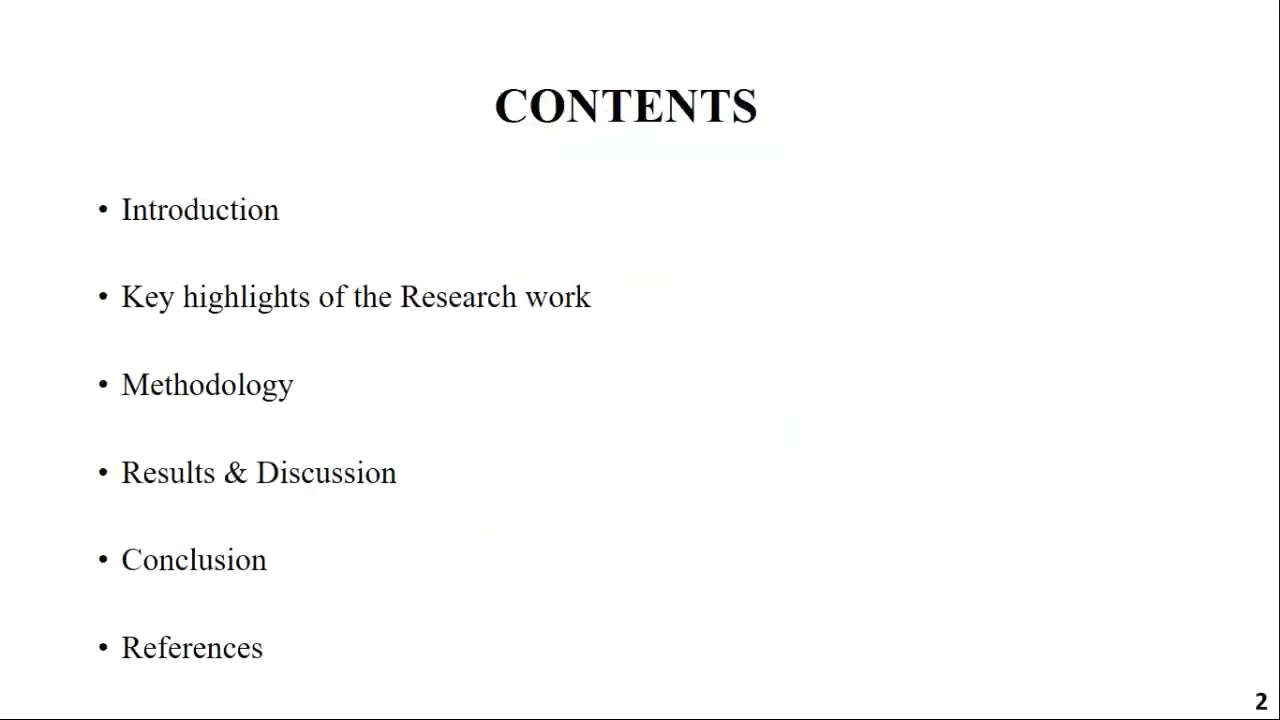 CONTENTS
• Introduction
• Key highlights of the Research work
• Methodology
• Results & Discussion
• Conclusion
• References
2